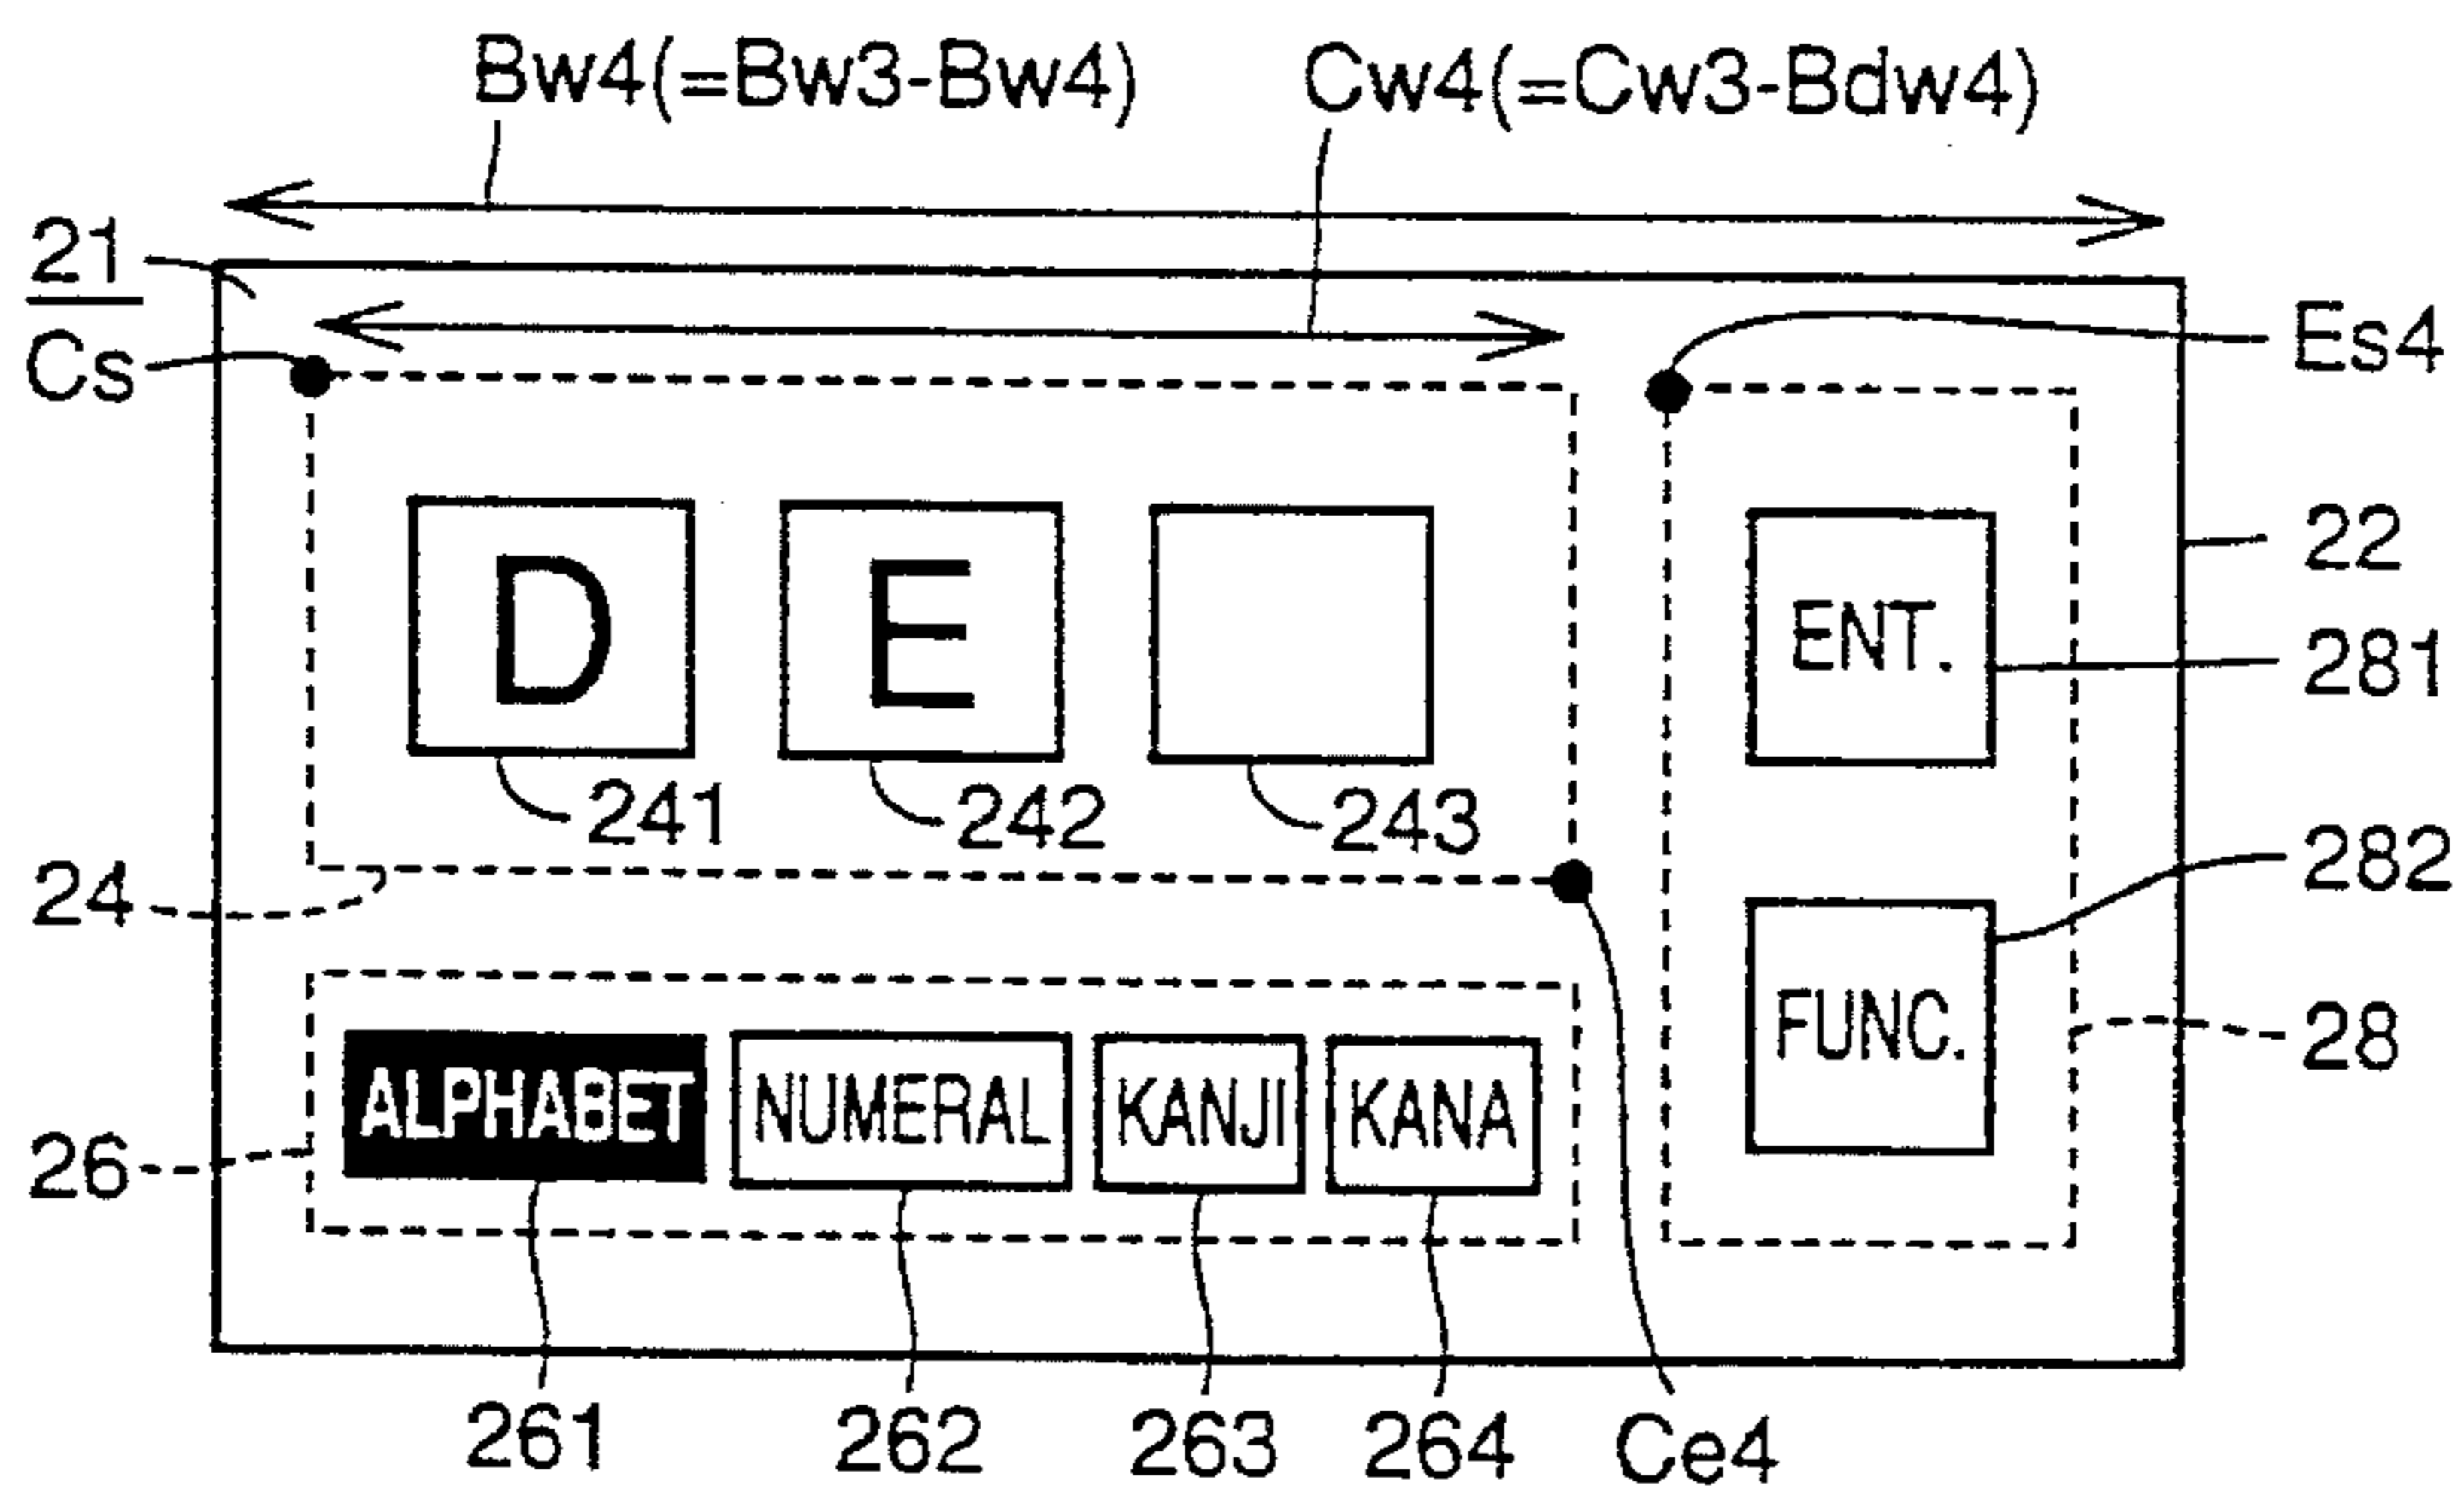 Bw4(=Bw3-Bw4) Cw4(=Cw3-Bdw4)
21
Cs Es4
D E ENT. 22
281
241 242 243
24 282
FUNC.
ALPHABET NUMERAL KANJI KANA 28
26
261 262 263 264 Ce4